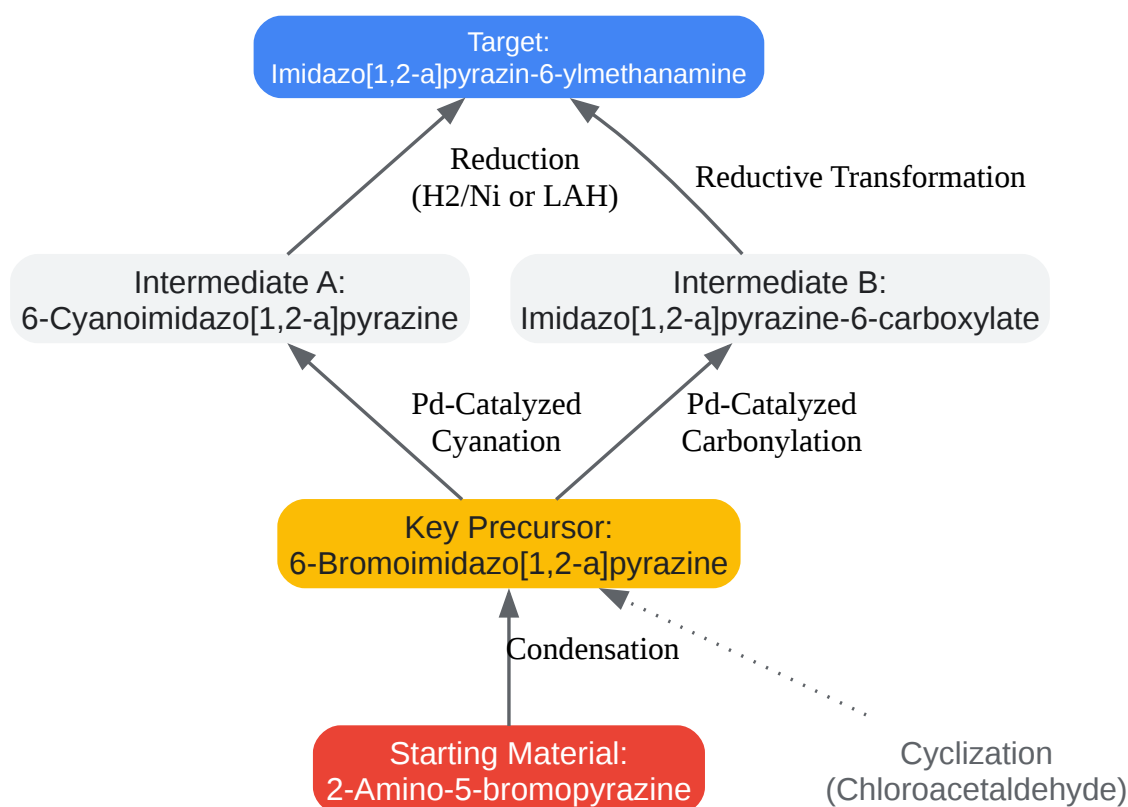 Target:
Imidazo[1,2-a]pyrazin-6-ylmethanamine
Reduction
(H2/Ni or LAH)
Reductive Transformation
Intermediate A:
6-Cyanoimidazo[1,2-a]pyrazine
Intermediate B:
Imidazo[1,2-a]pyrazine-6-carboxylate
Pd-Catalyzed
Cyanation
Pd-Catalyzed
Carbonylation
Key Precursor:
6-Bromoimidazo[1,2-a]pyrazine
Condensation
Starting Material:
2-Amino-5-bromopyrazine
Cyclization
(Chloroacetaldehyde)